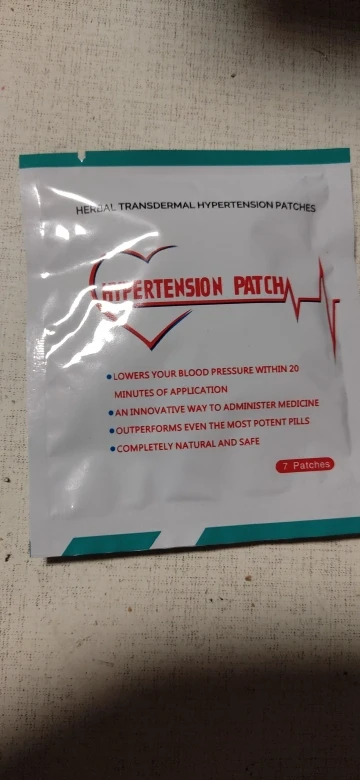 HERBAL TRANSDERMAL HYPERTENSION PATCHES
HYPERTENSION PATCH
•LOWERS YOUR BLOOD PRESSURE WITHIN 20
MINUTES OF APPLICATION
•AN INNOVATIVE WAY TO ADMINISTER MEDICINE
•OUTPERFORMS EVEN THE MOST POTENT PILLS
•COMPLETELY NATURAL AND SAFE
7 Patches